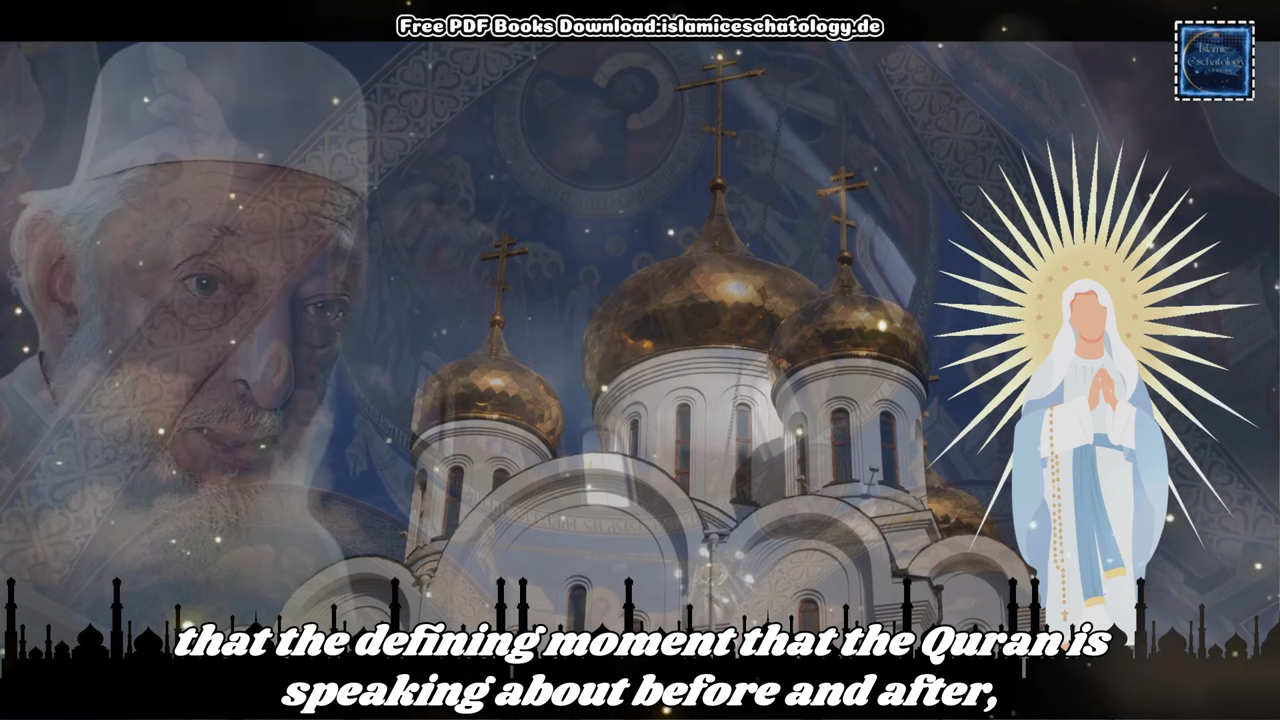 Free PDF Books Download:islamiceschatology.de
Islamic
Eschatology
that the defining moment that the Quran is
speaking about before and after,